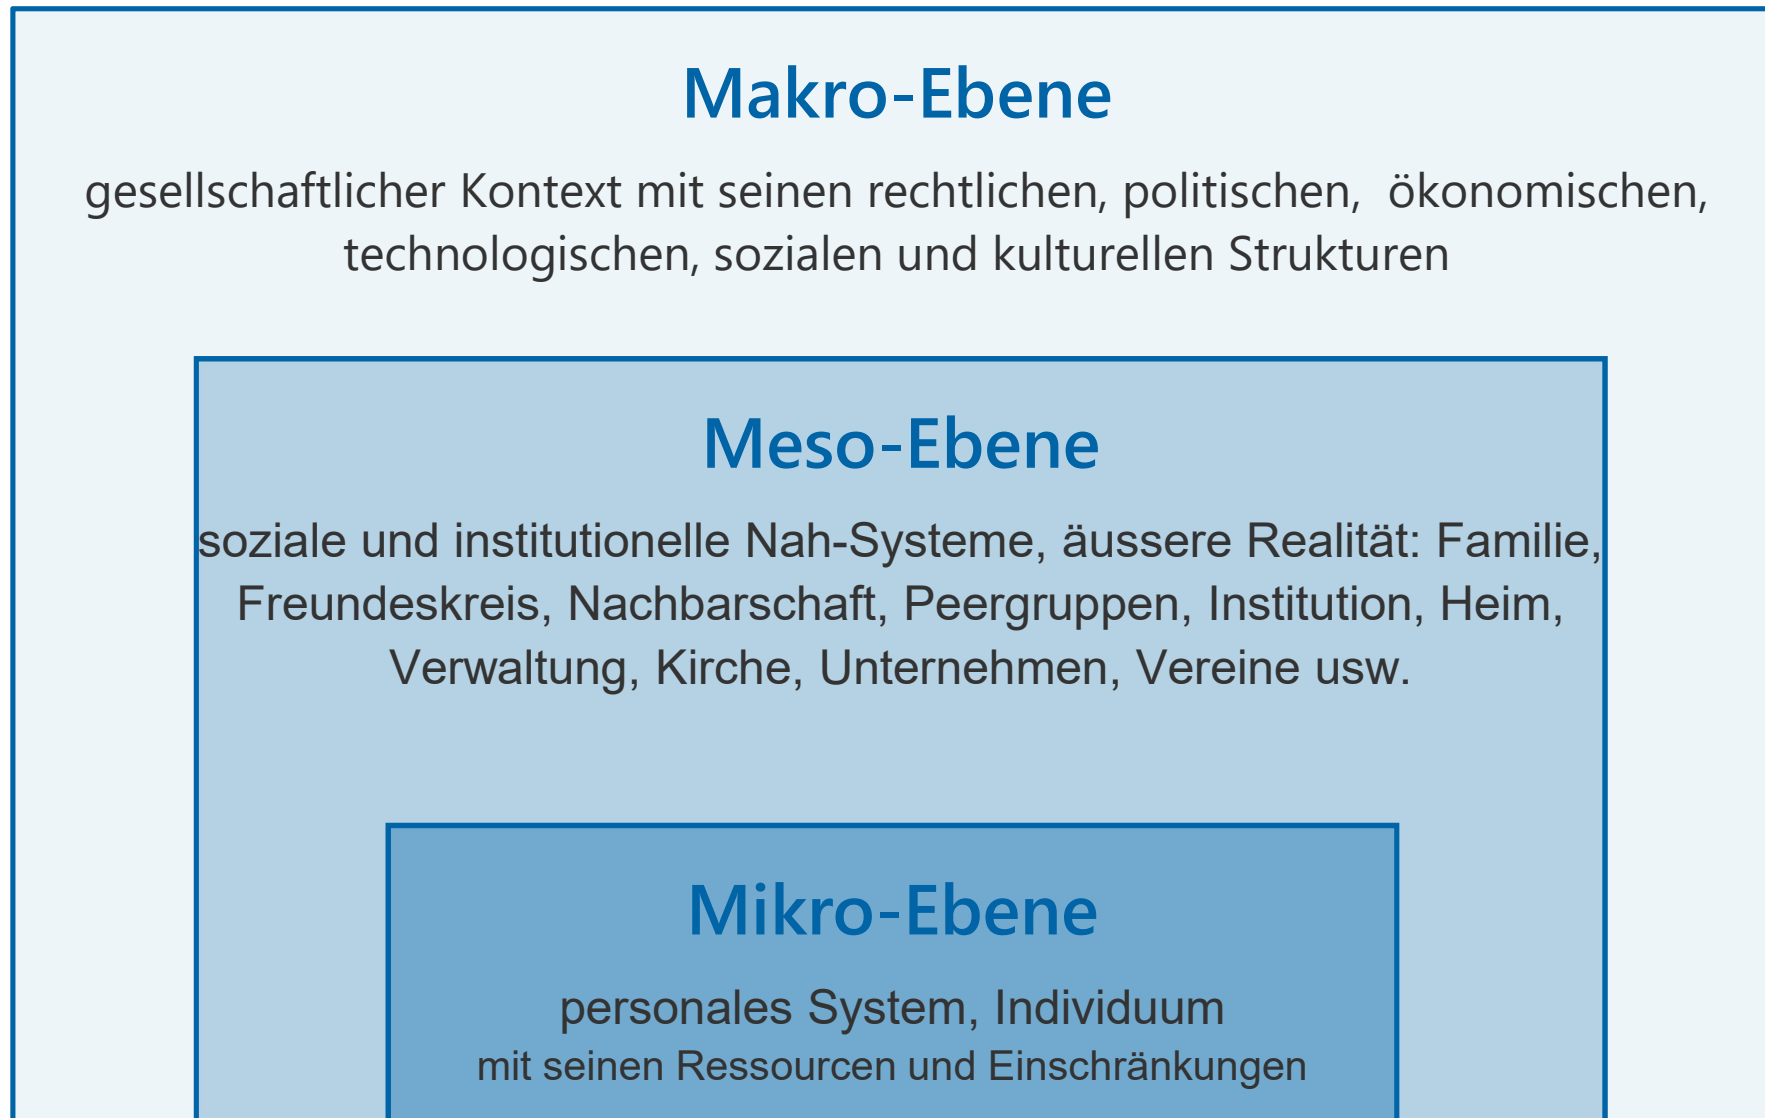 Makro-Ebene
gesellschaftlicher Kontext mit seinen rechtlichen, politischen,  ökonomischen,
technologischen, sozialen und kulturellen Strukturen
Meso-Ebene
soziale und institutionelle Nah-Systeme, äussere Realität: Familie,
Freundeskreis, Nachbarschaft, Peergruppen, Institution, Heim,
Verwaltung, Kirche, Unternehmen, Vereine usw.
Mikro-Ebene
personales System, Individuum
mit seinen Ressourcen und Einschränkungen